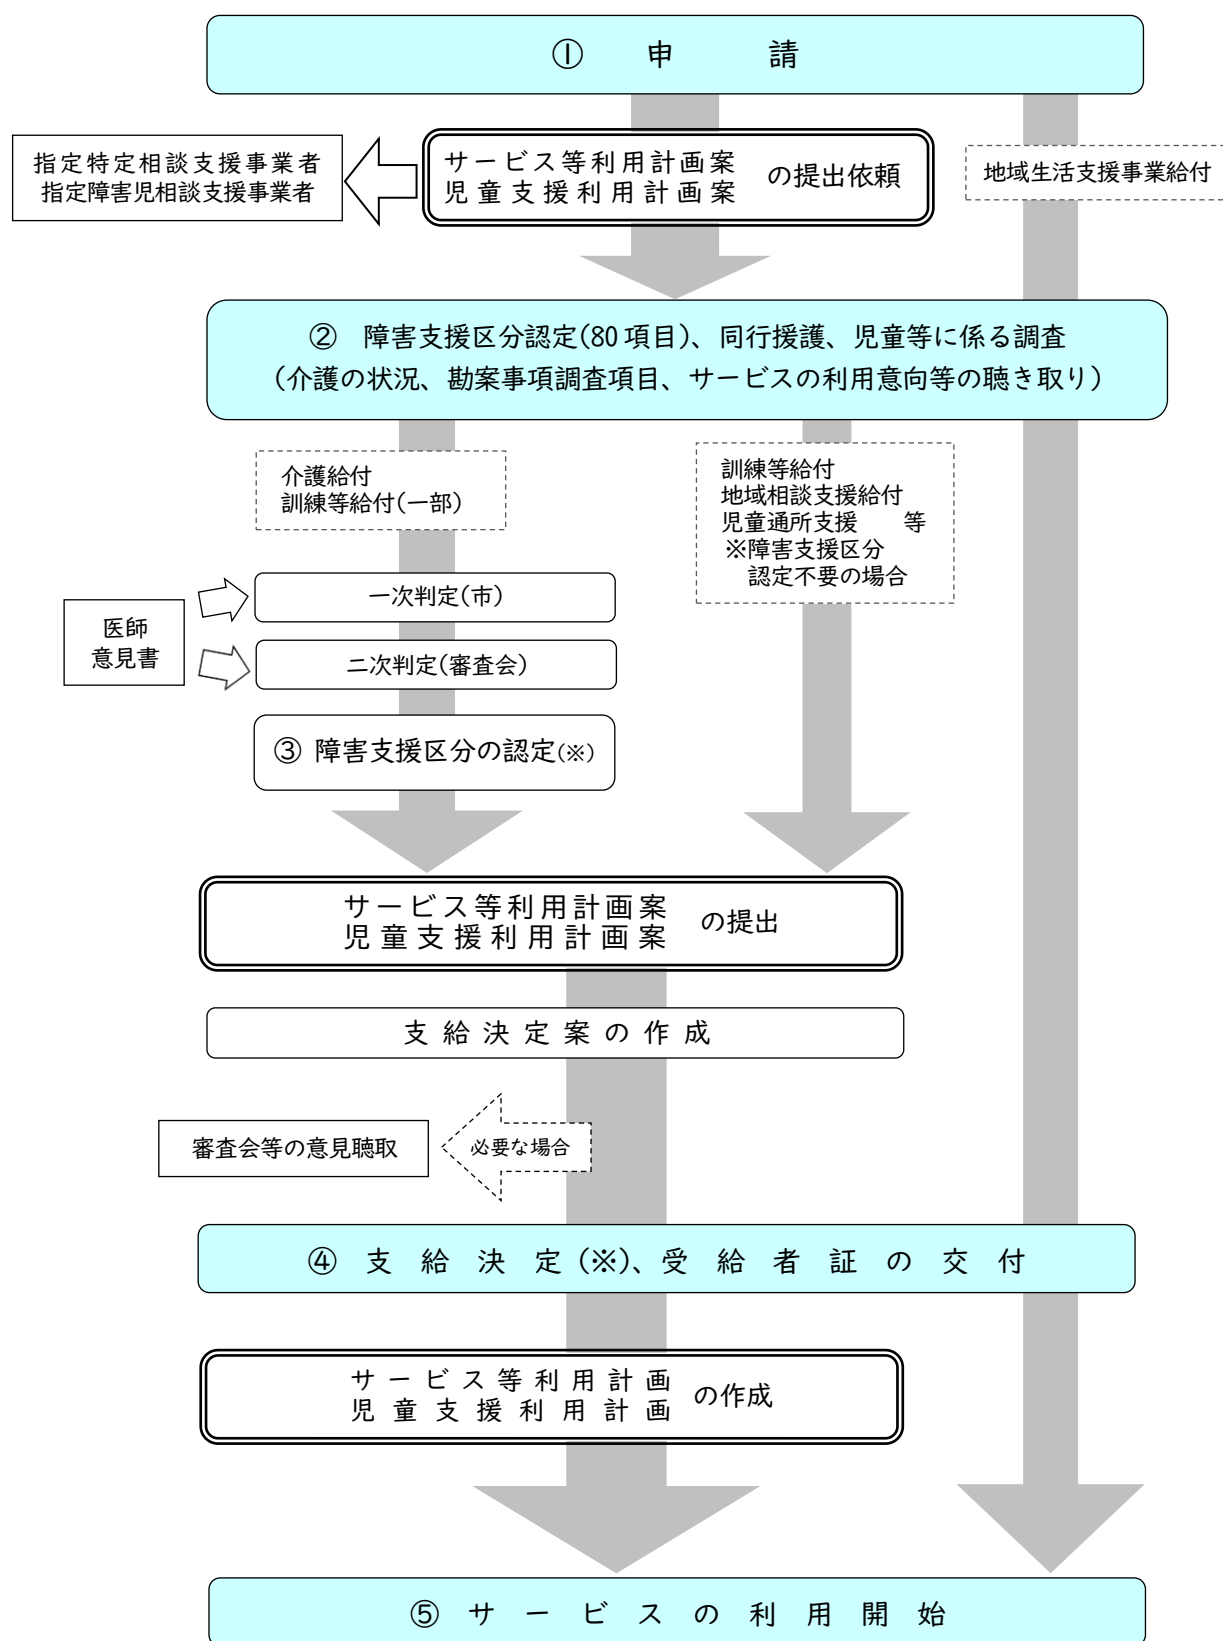 ① 申 請
指定特定相談支援事業者
指定障害児相談支援事業者
サービス等利用計画案
児童支援利用計画案
の提出依頼
地域生活支援事業給付
② 障害支援区分認定(80項目)、同行援護、児童等に係る調査
(介護の状況、勘案事項調査項目、サービスの利用意向等の聴き取り)
介護給付
訓練等給付(一部)
訓練等給付
地域相談支援給付
児童通所支援 等
※障害支援区分
認定不要の場合
医師
意見書
一次判定(市)
二次判定(審査会)
③ 障害支援区分の認定(※)
サービス等利用計画案
児童支援利用計画案
の提出
支給決定案の作成
審査会等の意見聴取
必要な場合
④ 支給決定(※)、受給者証の交付
サービス等利用計画
児童支援利用計画
の作成
⑤ サービスの利用開始